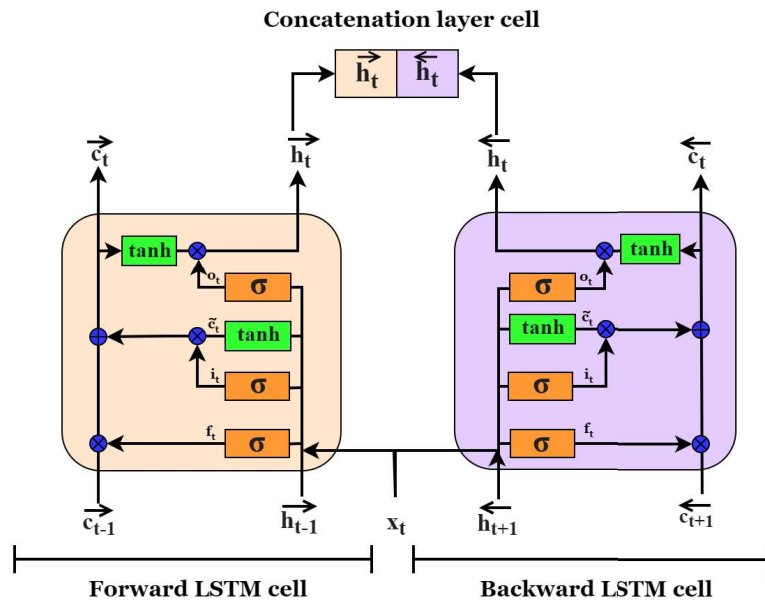 Concatenation layer cell
→h_t ←h_t
→c_t →h_t ←h_t ←c_t
tanh ⊗ ⊗ tanh
o_t σ σ o_t
+ ⊗ c̃_t tanh tanh c̃_t ⊗ +
i_t σ σ i_t
⊗ f_t σ σ f_t ⊗
→c_t-1 →h_t-1 x_t ←h_t+1 ←c_t+1
Forward LSTM cell Backward LSTM cell